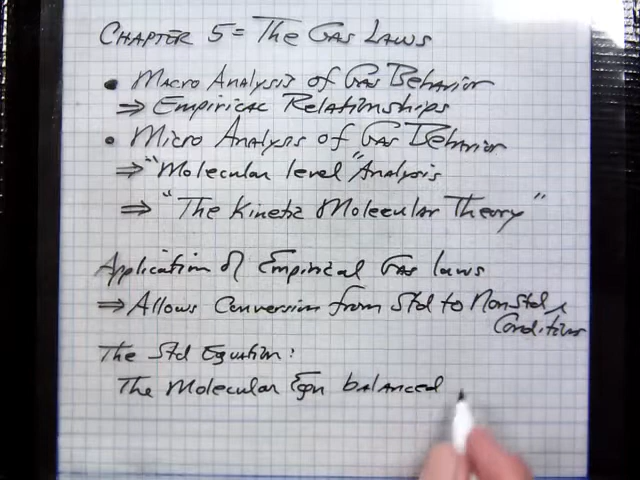 CHAPTER 5 = The GAS LAWS
• MACRO Analysis of GAS Behavior
⇒ Empirical Relationships
• Micro Analysis of GAS Behavior
⇒ "Molecular level" Analysis
⇒ "The Kinetic Molecular Theory"
Application of Empirical GAS laws
⇒ Allows Conversion from Std to NonStd
Conditions
The Std Equation:
The Molecular Eqn balanced